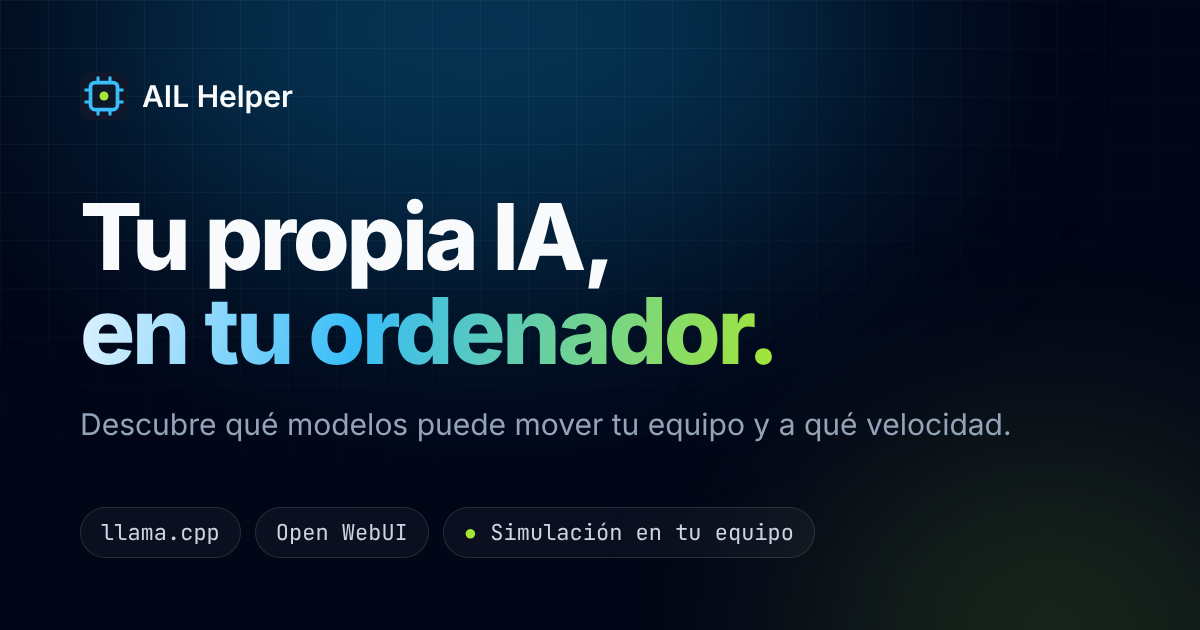 AIL Helper
Tu propia IA,
en tu ordenador.
Descubre qué modelos puede mover tu equipo y a qué velocidad.
llama.cpp
Open WebUI
Simulación en tu equipo